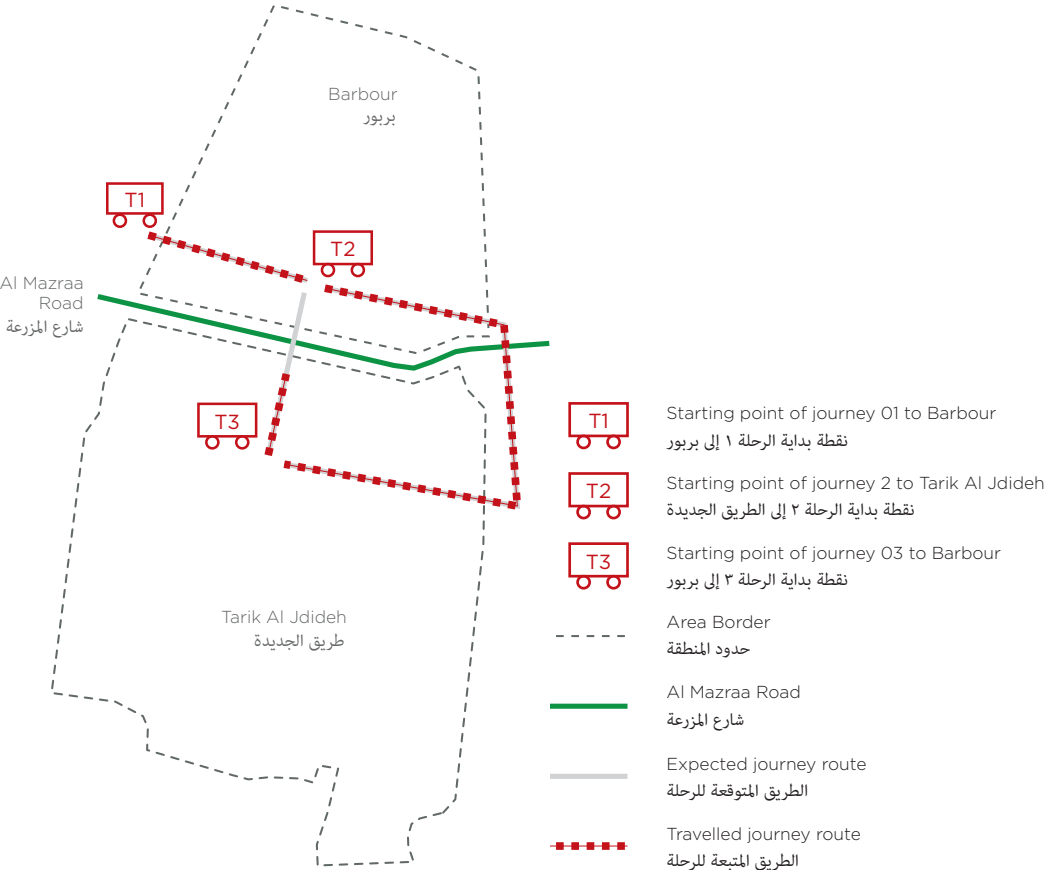 Barbour
بربور
T1
T2
Al Mazraa
Road
شارع المزرعة
T3
Tarik Al Jdideh
طريق الجديدة
T1
Starting point of journey 01 to Barbour
نقطة بداية الرحلة ١ إلى بربور
T2
Starting point of journey 2 to Tarik Al Jdideh
نقطة بداية الرحلة ٢ إلى الطريق الجديدة
T3
Starting point of journey 03 to Barbour
نقطة بداية الرحلة ٣ إلى بربور
Area Border
حدود المنطقة
Al Mazraa Road
شارع المزرعة
Expected journey route
الطريق المتوقعة للرحلة
Travelled journey route
الطريق المتبعة للرحلة